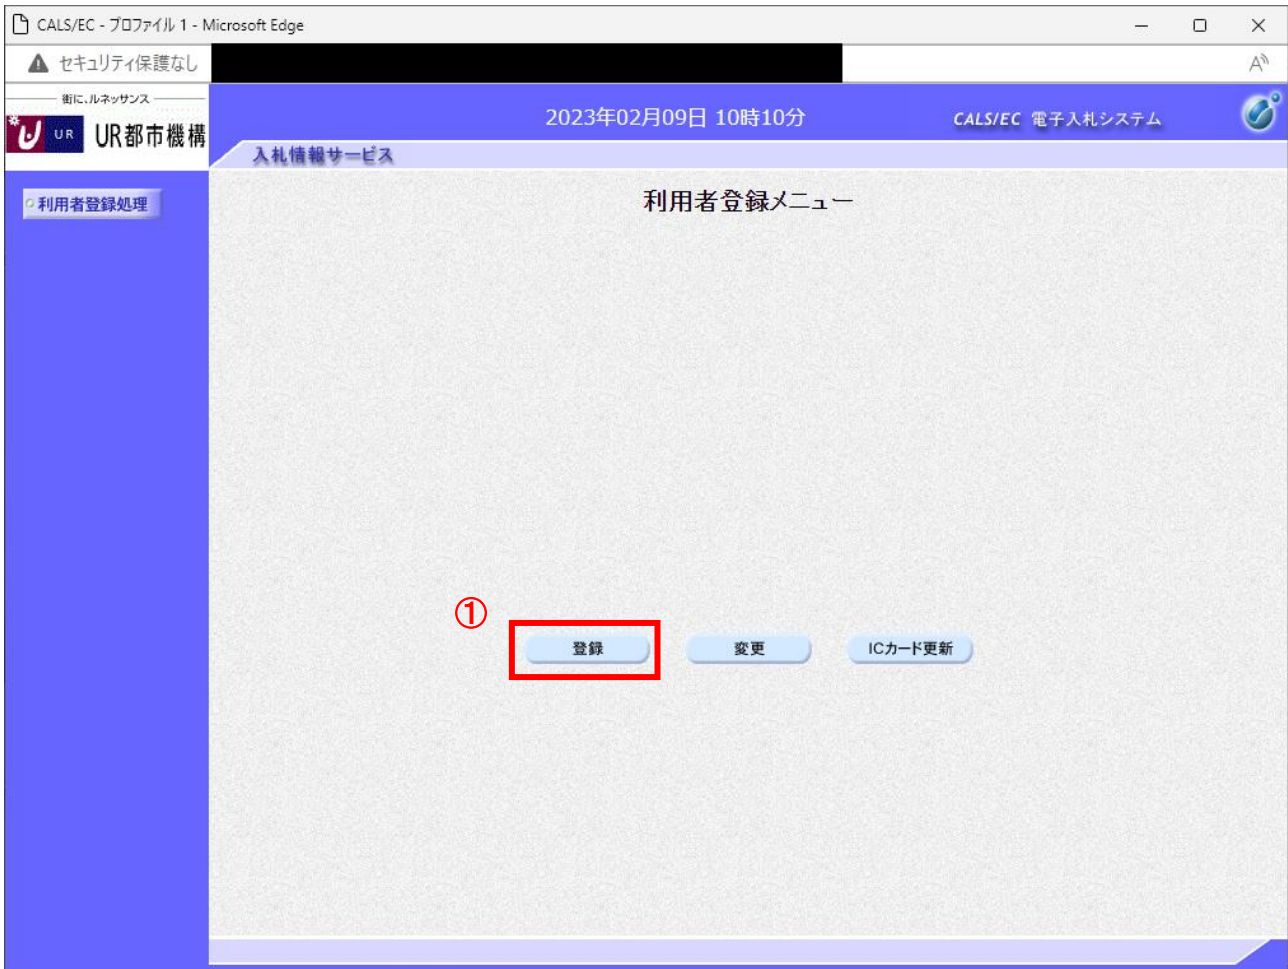 CALS/EC - プロファイル 1 - Microsoft Edge
セキュリティ保護なし
A
街に、ルネッサンス
UR UR都市機構
2023年02月09日 10時10分
CALS/EC 電子入札システム
入札情報サービス
利用者登録処理
利用者登録メニュー
①
登録 変更 ICカード更新